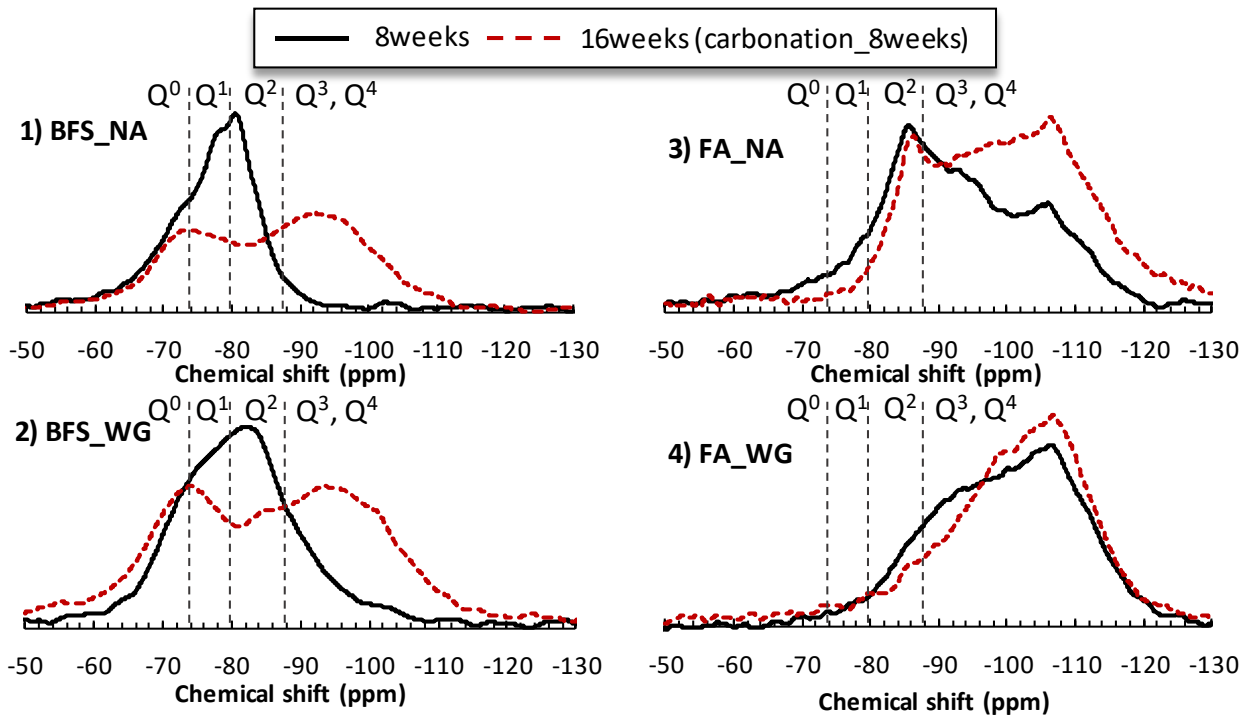 8weeks 16weeks (carbonation_8weeks)
Q⁰ Q¹ Q² Q³, Q⁴
1) BFS_NA
-50 -60 -70 -80 -90 -100 -110 -120 -130
Chemical shift (ppm)
Q⁰ Q¹ Q² Q³, Q⁴
3) FA_NA
-50 -60 -70 -80 -90 -100 -110 -120 -130
Chemical shift (ppm)
Q⁰ Q¹ Q² Q³, Q⁴
2) BFS_WG
-50 -60 -70 -80 -90 -100 -110 -120 -130
Chemical shift (ppm)
Q⁰ Q¹ Q² Q³, Q⁴
4) FA_WG
-50 -60 -70 -80 -90 -100 -110 -120 -130
Chemical shift (ppm)